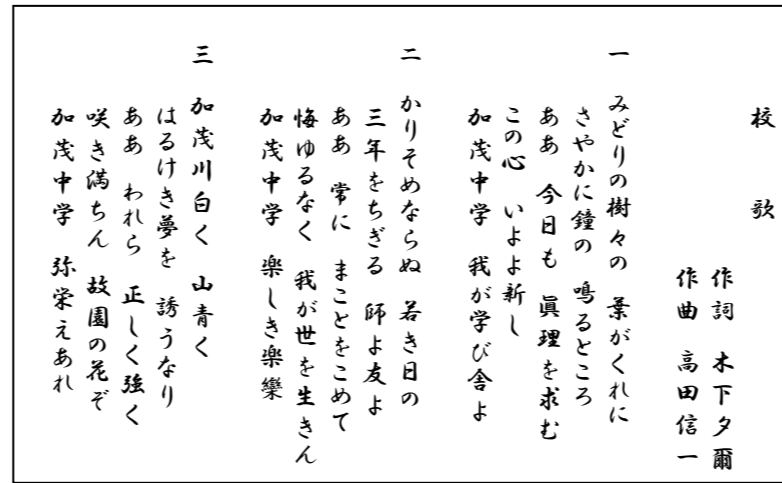 校 歌
作詞 木下夕爾
作曲 高田信一
一 みどりの樹々の 葉がくれに
さやかに鐘の 鳴るところ
ああ 今日も 眞理を求む
この心 いよよ新し
加茂中学 我が学び舎よ
二 かりそめならぬ 若き日の
三年をちぎる 師よ友よ
ああ 常に まことをこめて
悔ゆるなく 我が世を生きん
加茂中学 楽しき楽欒
三 加茂川白く 山青く
はるけき夢を 誘うなり
ああ われら 正しく強く
咲き満ちん 故園の花ぞ
加茂中学 弥栄えあれ